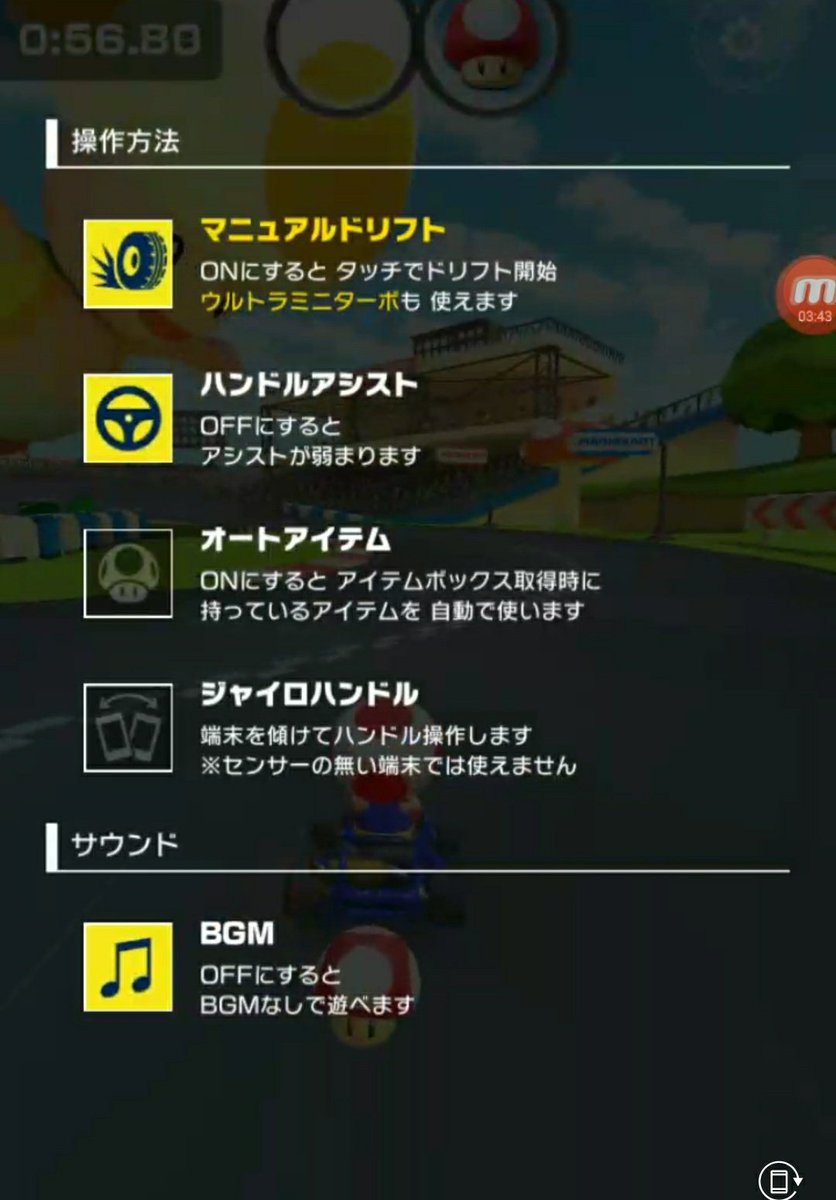 0:56.80
操作方法
マニュアルドリフト
ONにすると タッチでドリフト開始
ウルトラミニターボも 使えます
m
03:43
ハンドルアシスト
OFFにすると
アシストが弱まります
MARIOKART
オートアイテム
ONにすると アイテムボックス取得時に
持っているアイテムを 自動で使います
ジャイロハンドル
端末を傾けてハンドル操作します
※センサーの無い端末では使えません
サウンド
BGM
OFFにすると
BGMなしで遊べます